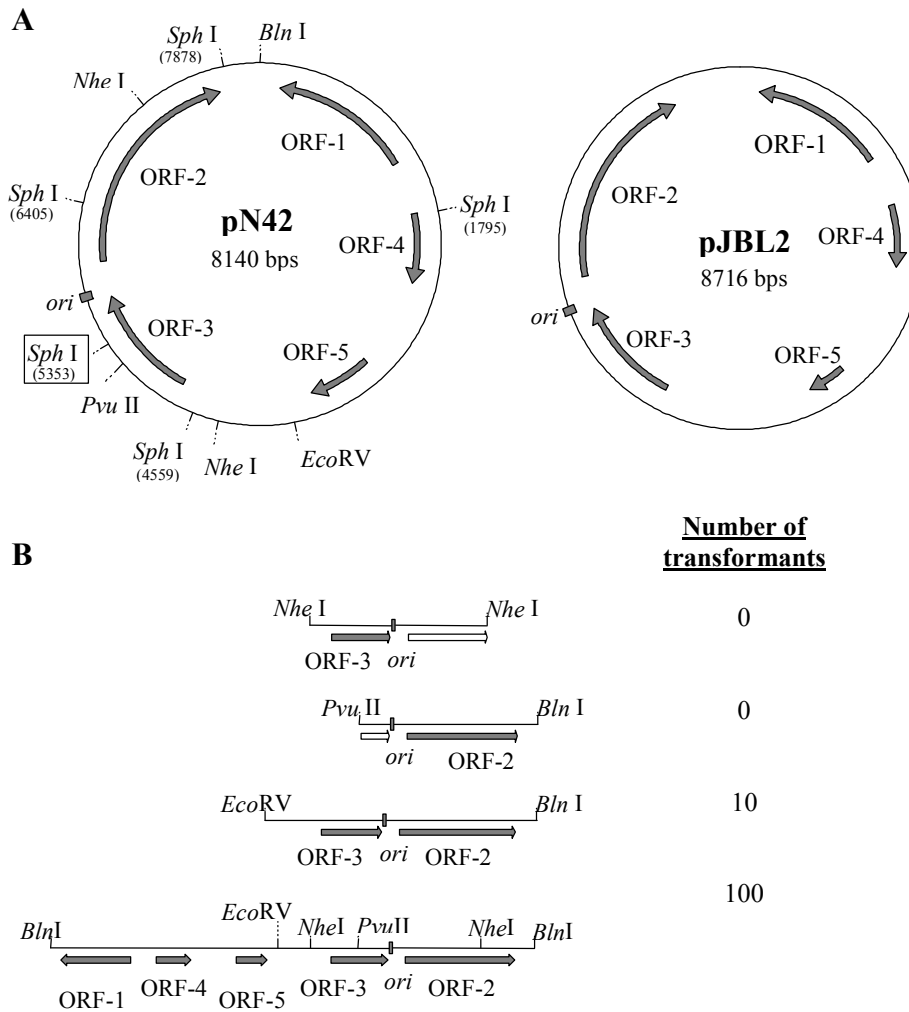 A
Sph I
(7878)
Bln I
Nhe I
ORF-1
ORF-2
Sph I
(6405)
pN42
8140 bps
Sph I
(1795)
ORF-4
ori
ORF-3
ORF-5
Sph I
(5353)
Pvu II
Sph I
(4559)
Nhe I
EcoRV
ORF-1
ORF-2
pJBL2
8716 bps
ORF-4
ori
ORF-3
ORF-5
B
Number of
transformants
Nhe I Nhe I 0
ORF-3 ori
Pvu II Bln I 0
ori ORF-2
EcoRV Bln I 10
ORF-3 ori ORF-2
100
BlnI EcoRV NheI PvuII NheI BlnI
ORF-1 ORF-4 ORF-5 ORF-3 ori ORF-2